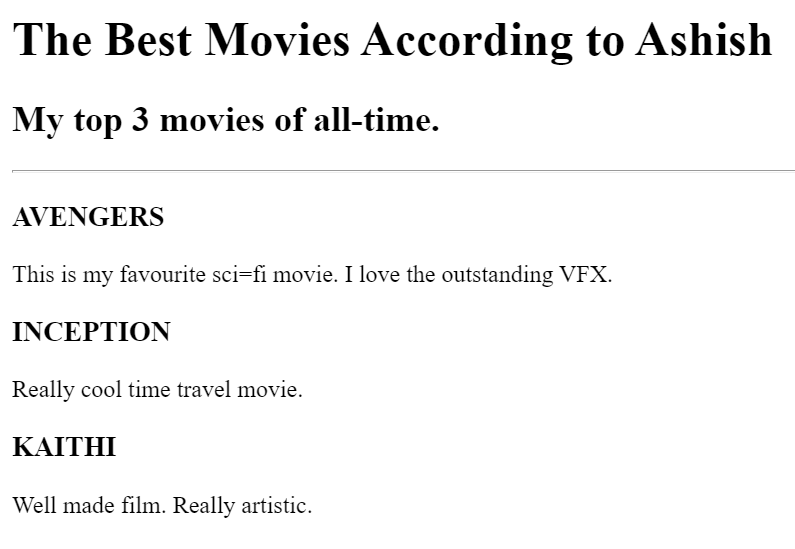 The Best Movies According to Ashish
My top 3 movies of all-time.
AVENGERS
This is my favourite sci=fi movie. I love the outstanding VFX.
INCEPTION
Really cool time travel movie.
KAITHI
Well made film. Really artistic.